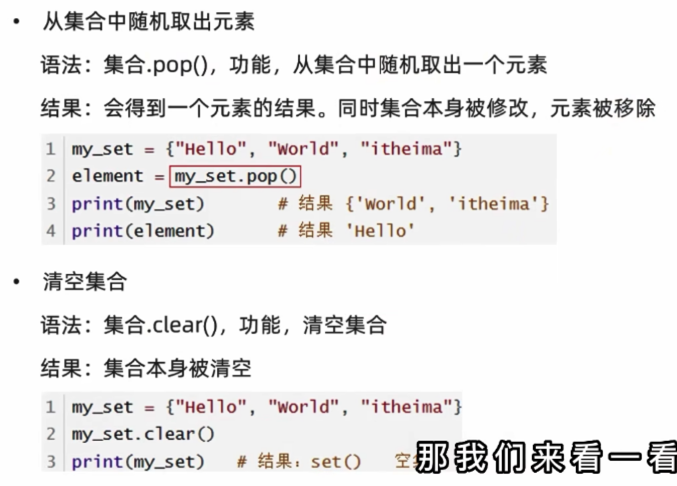 • 从集合中随机取出元素
语法：集合.pop()，功能，从集合中随机取出一个元素
结果：会得到一个元素的结果。同时集合本身被修改，元素被移除
1 my_set = {"Hello", "World", "itheima"}
2 element = my_set.pop()
3 print(my_set) # 结果 {'World', 'itheima'}
4 print(element) # 结果 'Hello'
• 清空集合
语法：集合.clear()，功能，清空集合
结果：集合本身被清空
1 my_set = {"Hello", "World", "itheima"}
2 my_set.clear()
3 print(my_set) # 结果：set() 空
那我们来看一看